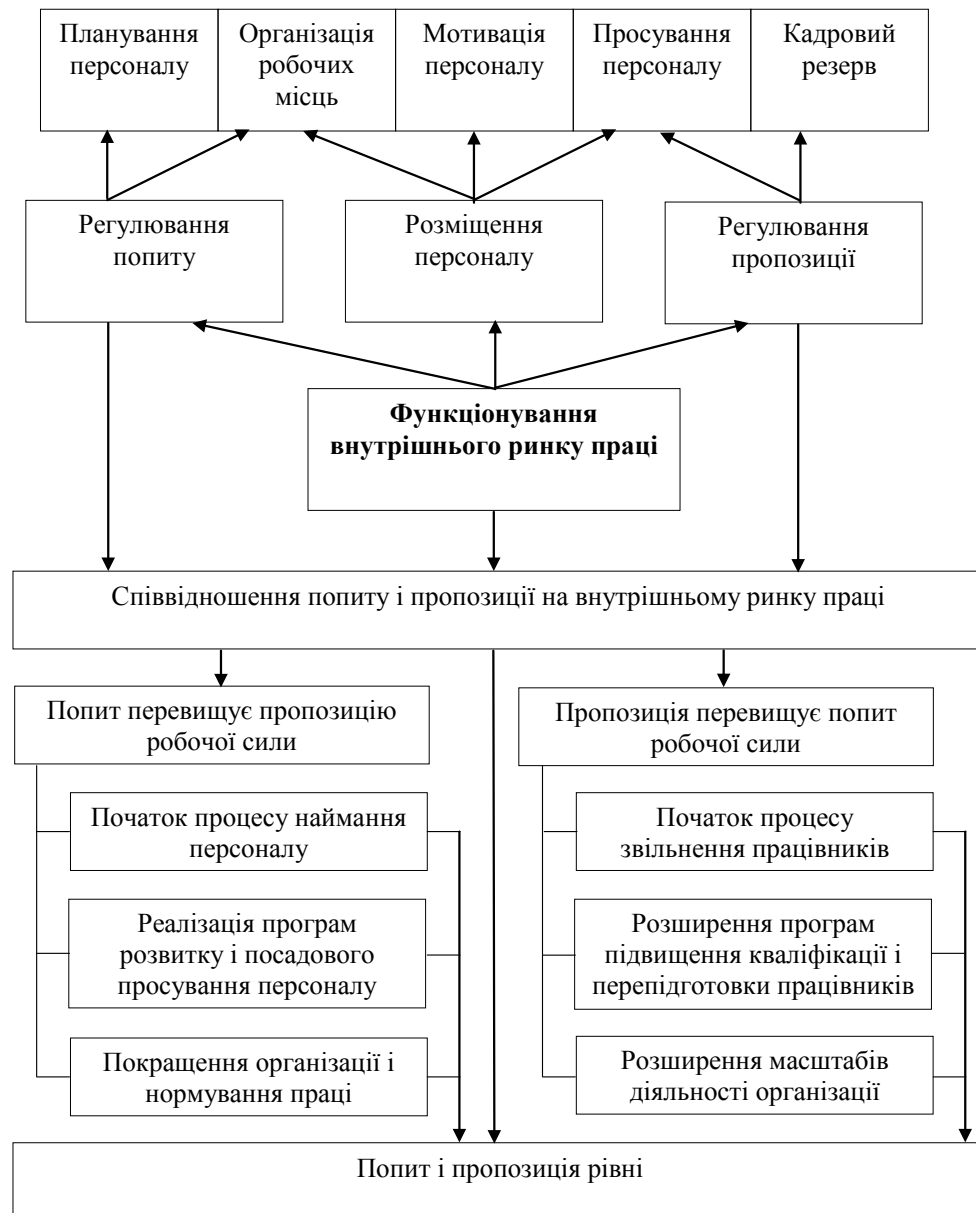 Планування
персоналу
Організація
робочих
місць
Мотивація
персоналу
Просування
персоналу
Кадровий
резерв
Регулювання
попиту
Розміщення
персоналу
Регулювання
пропозиції
Функціонування
внутрішнього ринку праці
Співвідношення попиту і пропозиції на внутрішньому ринку праці
Попит перевищує пропозицію
робочої сили
Початок процесу наймання
персоналу
Реалізація програм
розвитку і посадового
просування персоналу
Покращення організації і
нормування праці
Пропозиція перевищує попит
робочої сили
Початок процесу
звільнення працівників
Розширення програм
підвищення кваліфікації і
перепідготовки працівників
Розширення масштабів
діяльності організації
Попит і пропозиція рівні